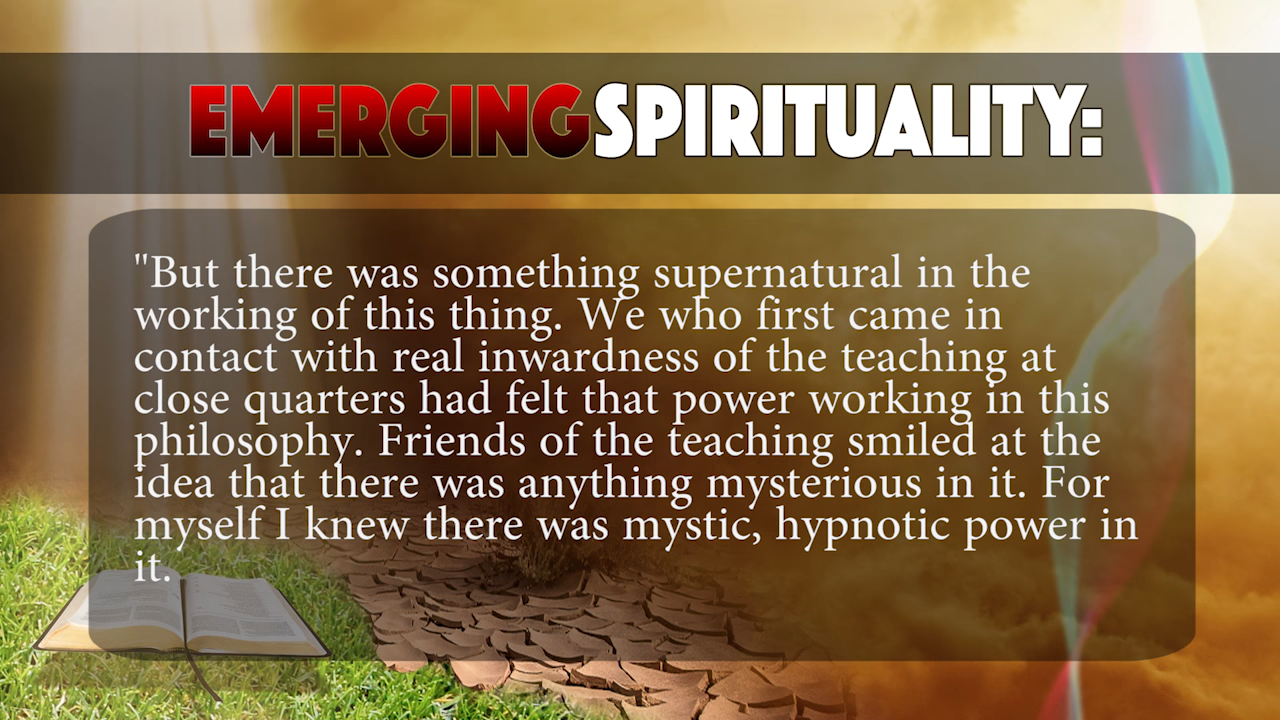 EMERGINGSPIRITUALITY:
"But there was something supernatural in the
working of this thing. We who first came in
contact with real inwardness of the teaching at
close quarters had felt that power working in this
philosophy. Friends of the teaching smiled at the
idea that there was anything mysterious in it. For
myself I knew there was mystic, hypnotic power in
it.